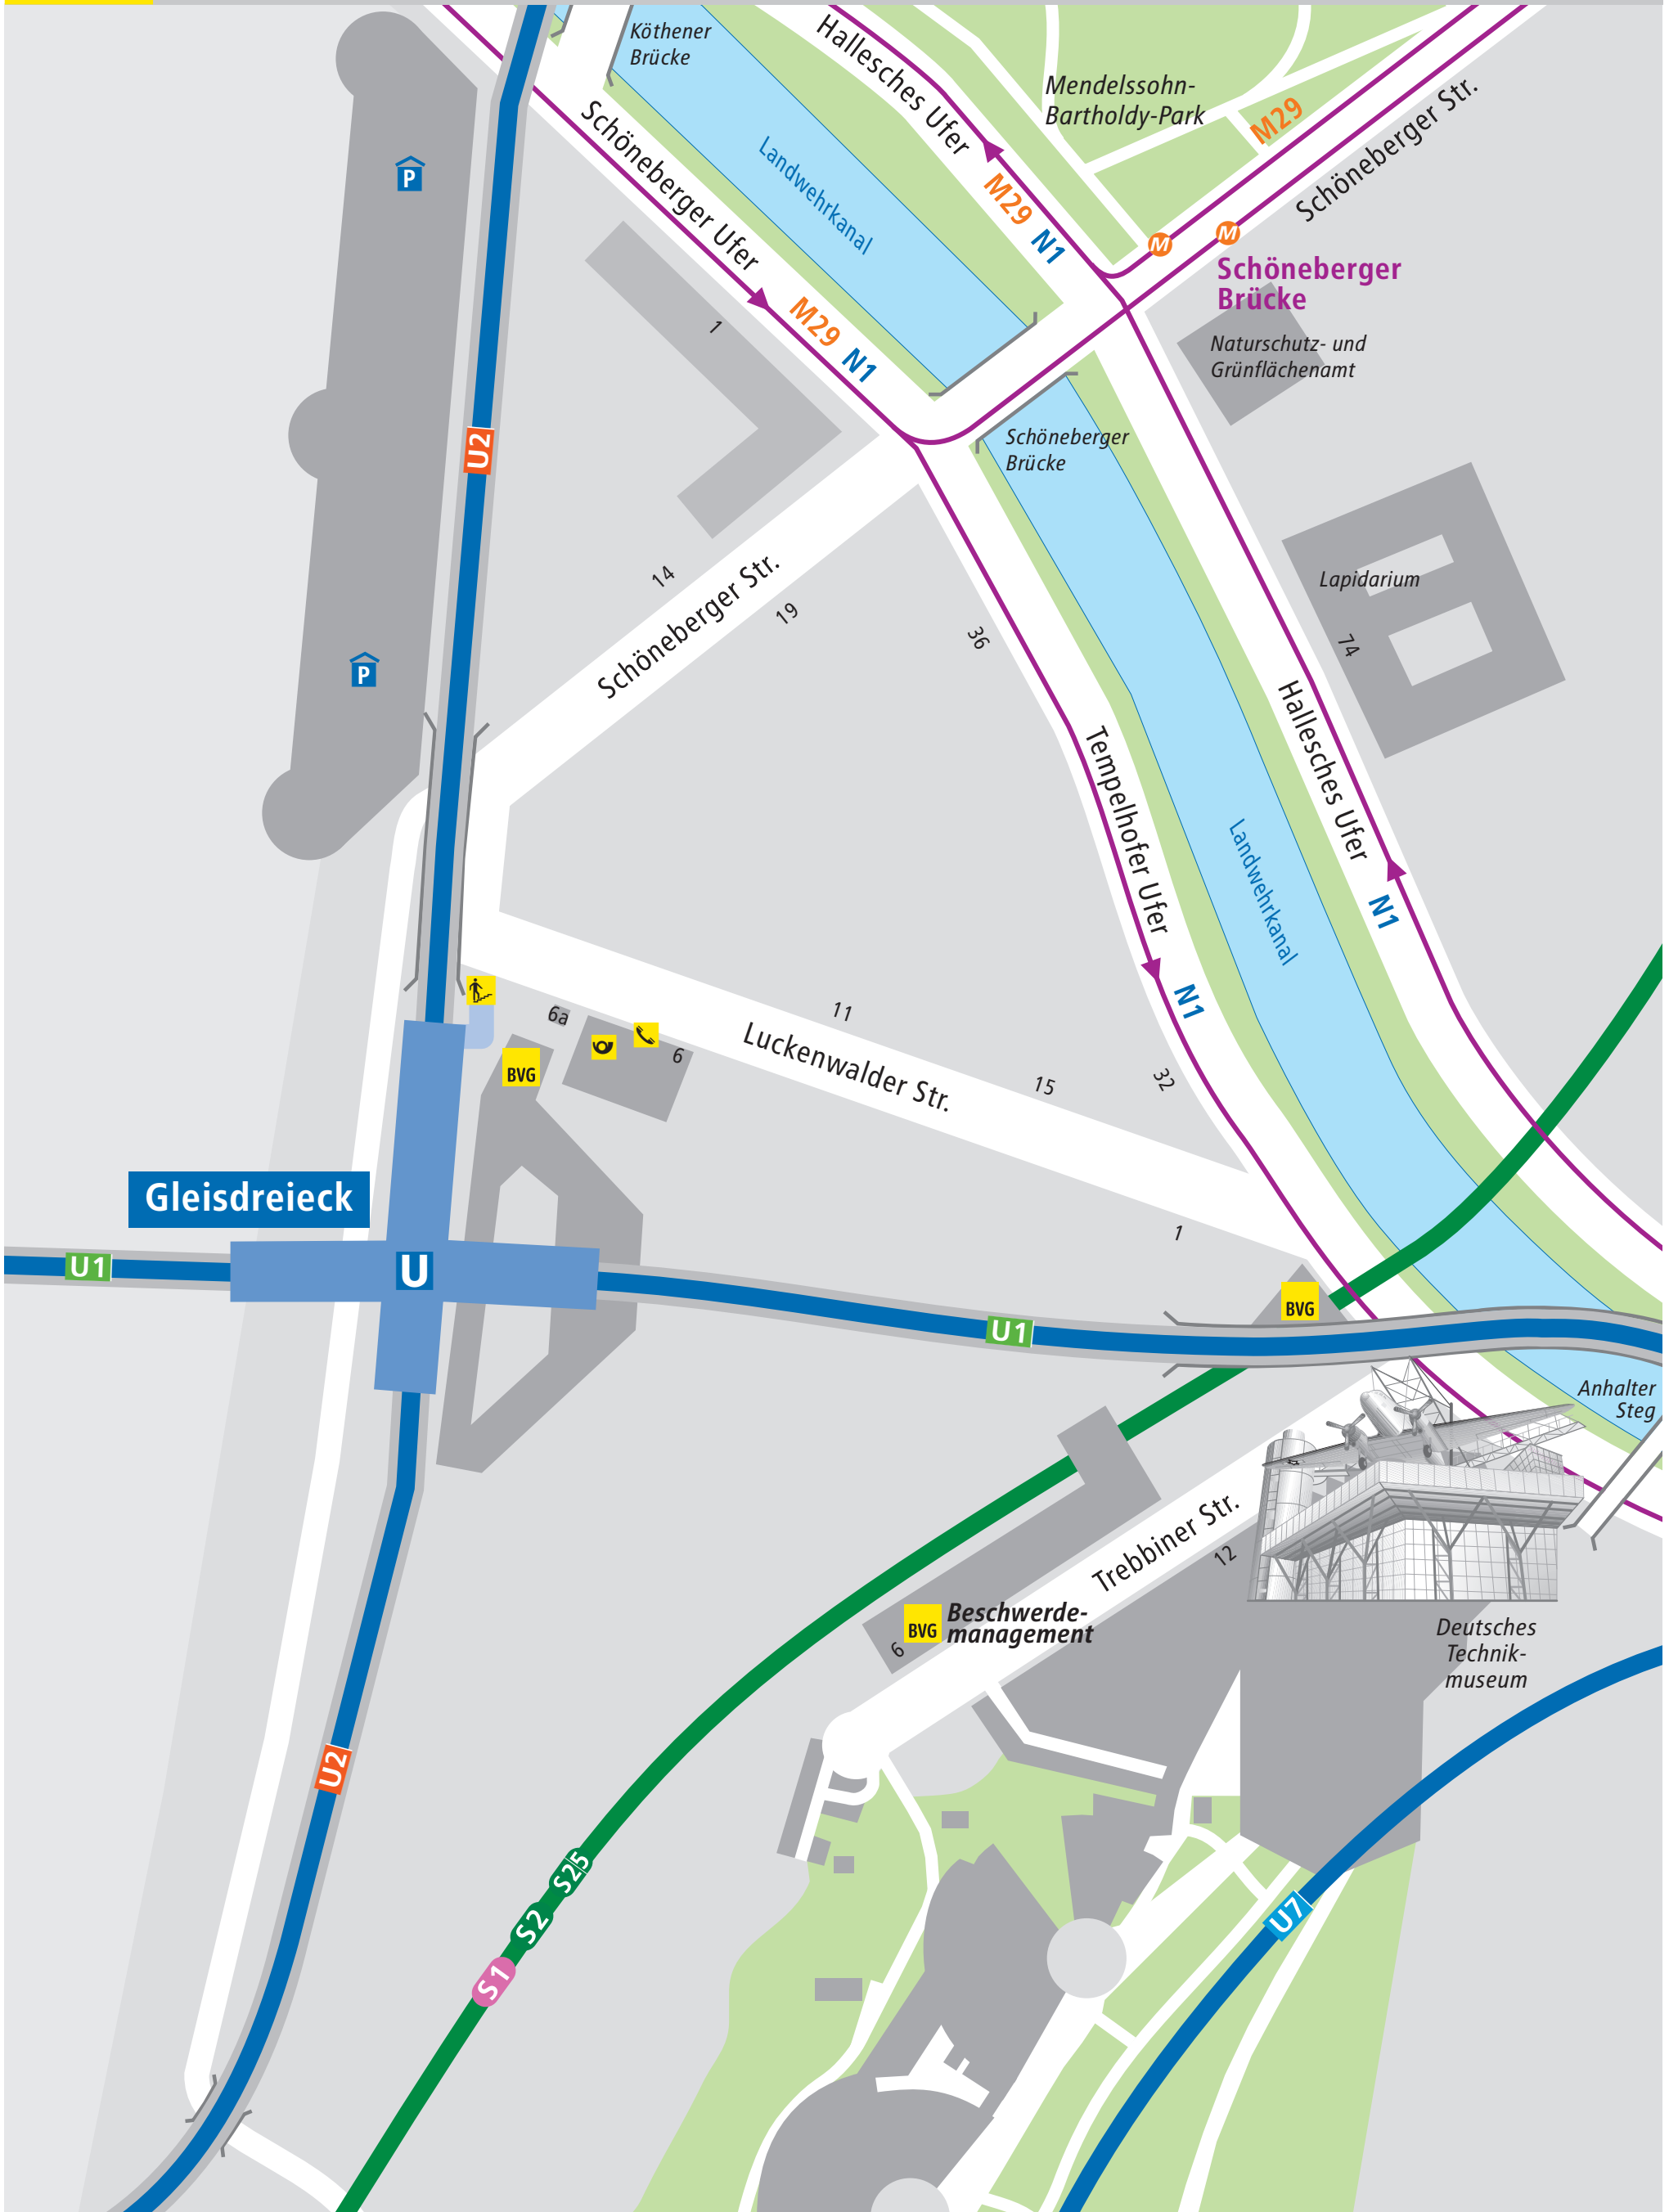 Köthener
Brücke
Hallesches Ufer
Mendelssohn-
Bartholdy-Park
M29
Schöneberger Str.
Schöneberger Ufer
Landwehrkanal
P
M29 N1
M
M
Schöneberger
Brücke
Naturschutz- und
Grünflächenamt
M29 N1
1
U2
Schöneberger
Brücke
14
Schöneberger Str.
19
36
Lapidarium
74
P
Hallesches Ufer
Tempelhofer Ufer
Landwehrkanal
N1
N1
6a
11
6
BVG
Luckenwalder Str.
15
32
Gleisdreieck
1
U1
U
BVG
U1
Anhalter
Steg
Trebbiner Str.
12
BVG
Beschwerde-
management
6
Deutsches
Technik-
museum
U2
S25
S2
S1
U7